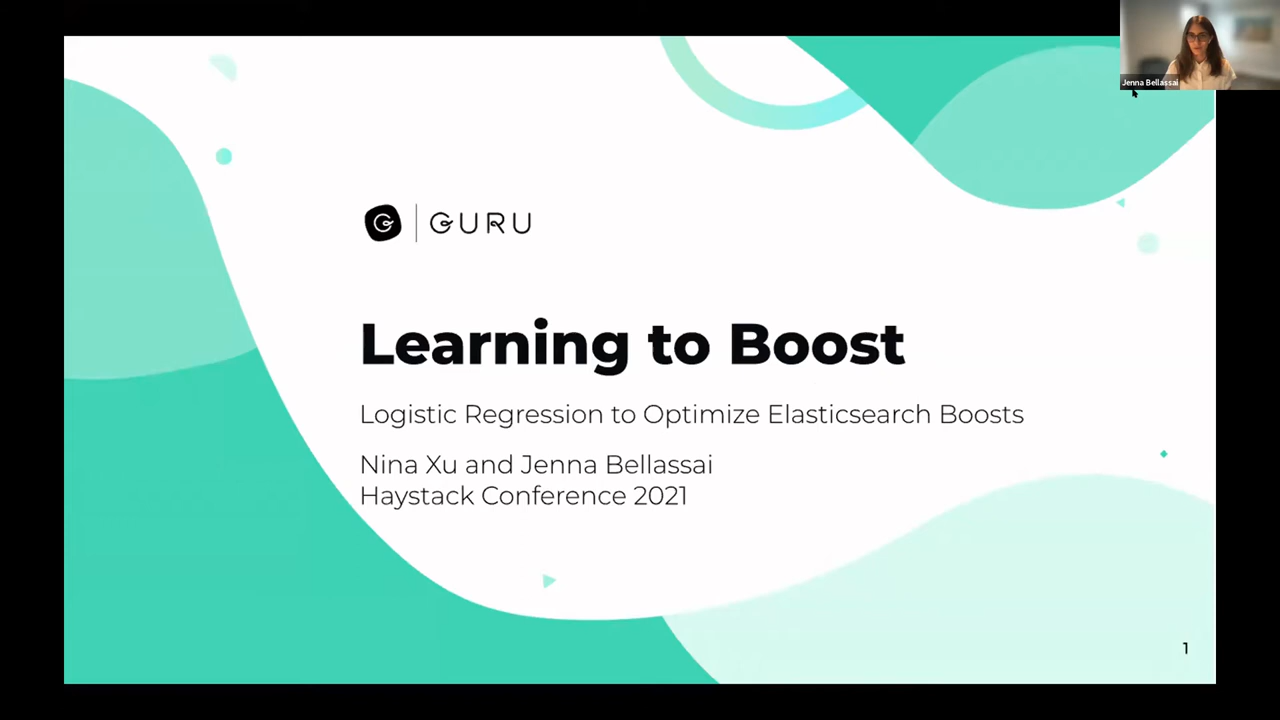 Jenna Bellassai
GURU
Learning to Boost
Logistic Regression to Optimize Elasticsearch Boosts
Nina Xu and Jenna Bellassai
Haystack Conference 2021
1